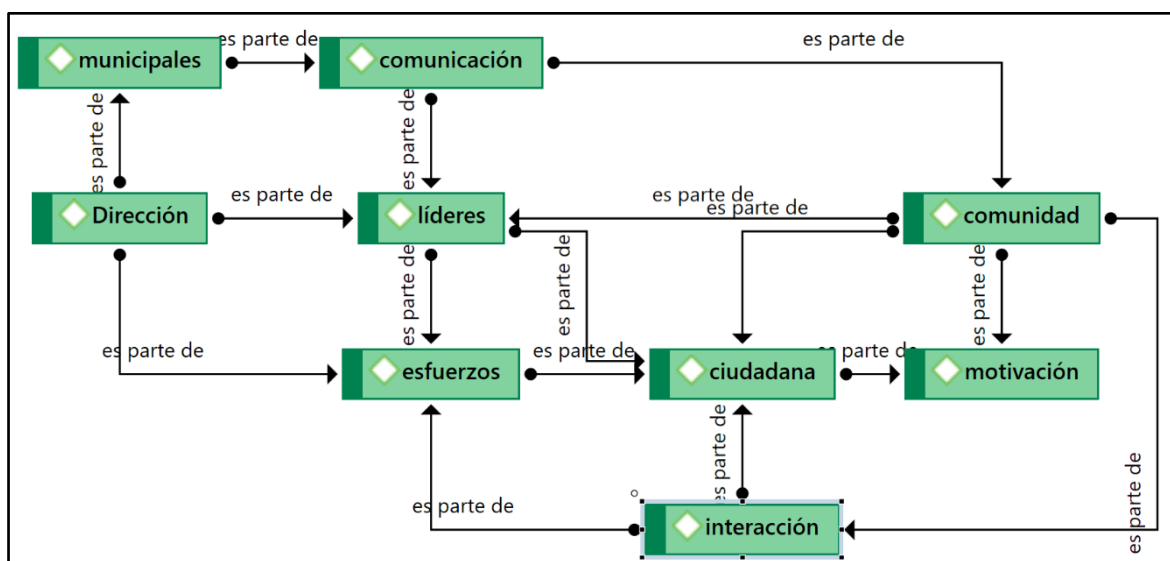 es parte de
es parte de
municipales
comunicación
es parte de
es parte de
es parte de
es parte de
es parte de
Dirección
líderes
comunidad
es parte de
es parte de
es parte de
es parte de
es parte de
es parte de
es parte de
esfuerzos
ciudadana
motivación
es parte de
es parte de
es parte de
interacción